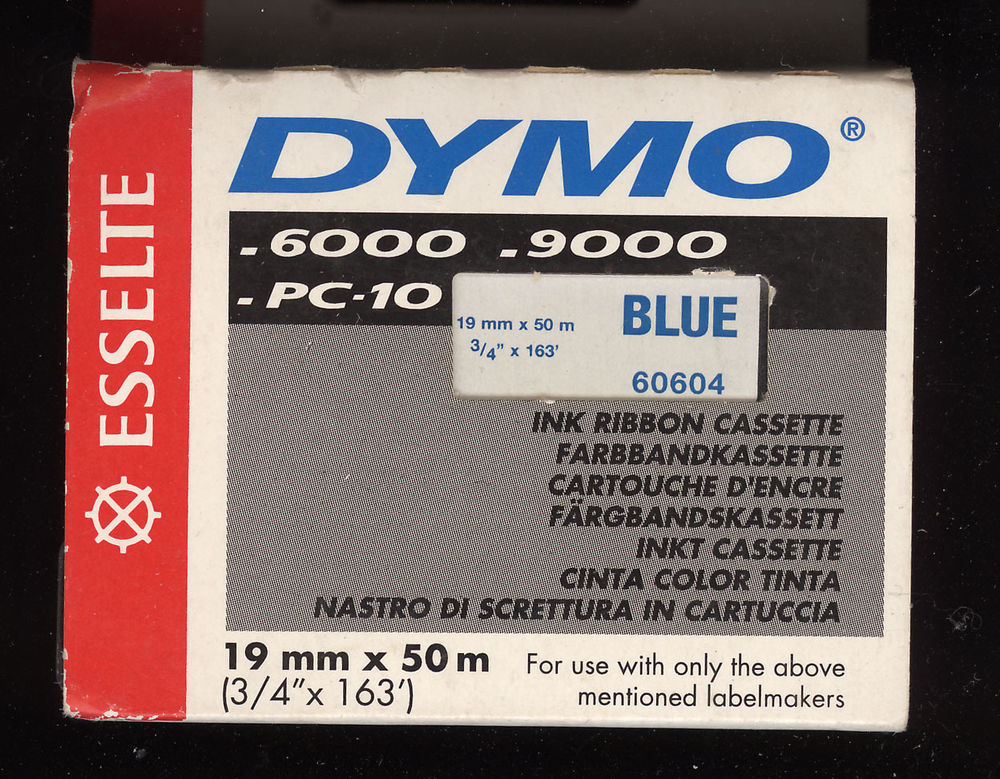 ESSELTE
DYMO®
- 6000 - 9000
- PC-10
BLUE
19 mm x 50 m
3/4" x 163'
60604
INK RIBBON CASSETTE
FARBBANDKASSETTE
CARTOUCHE D'ENCRE
FÄRGBANDSKASSETT
INKT CASSETTE
CINTA COLOR TINTA
NASTRO DI SCRETTURA IN CARTUCCIA
19 mm x 50 m
(3/4"x 163')
For use with only the above
mentioned labelmakers